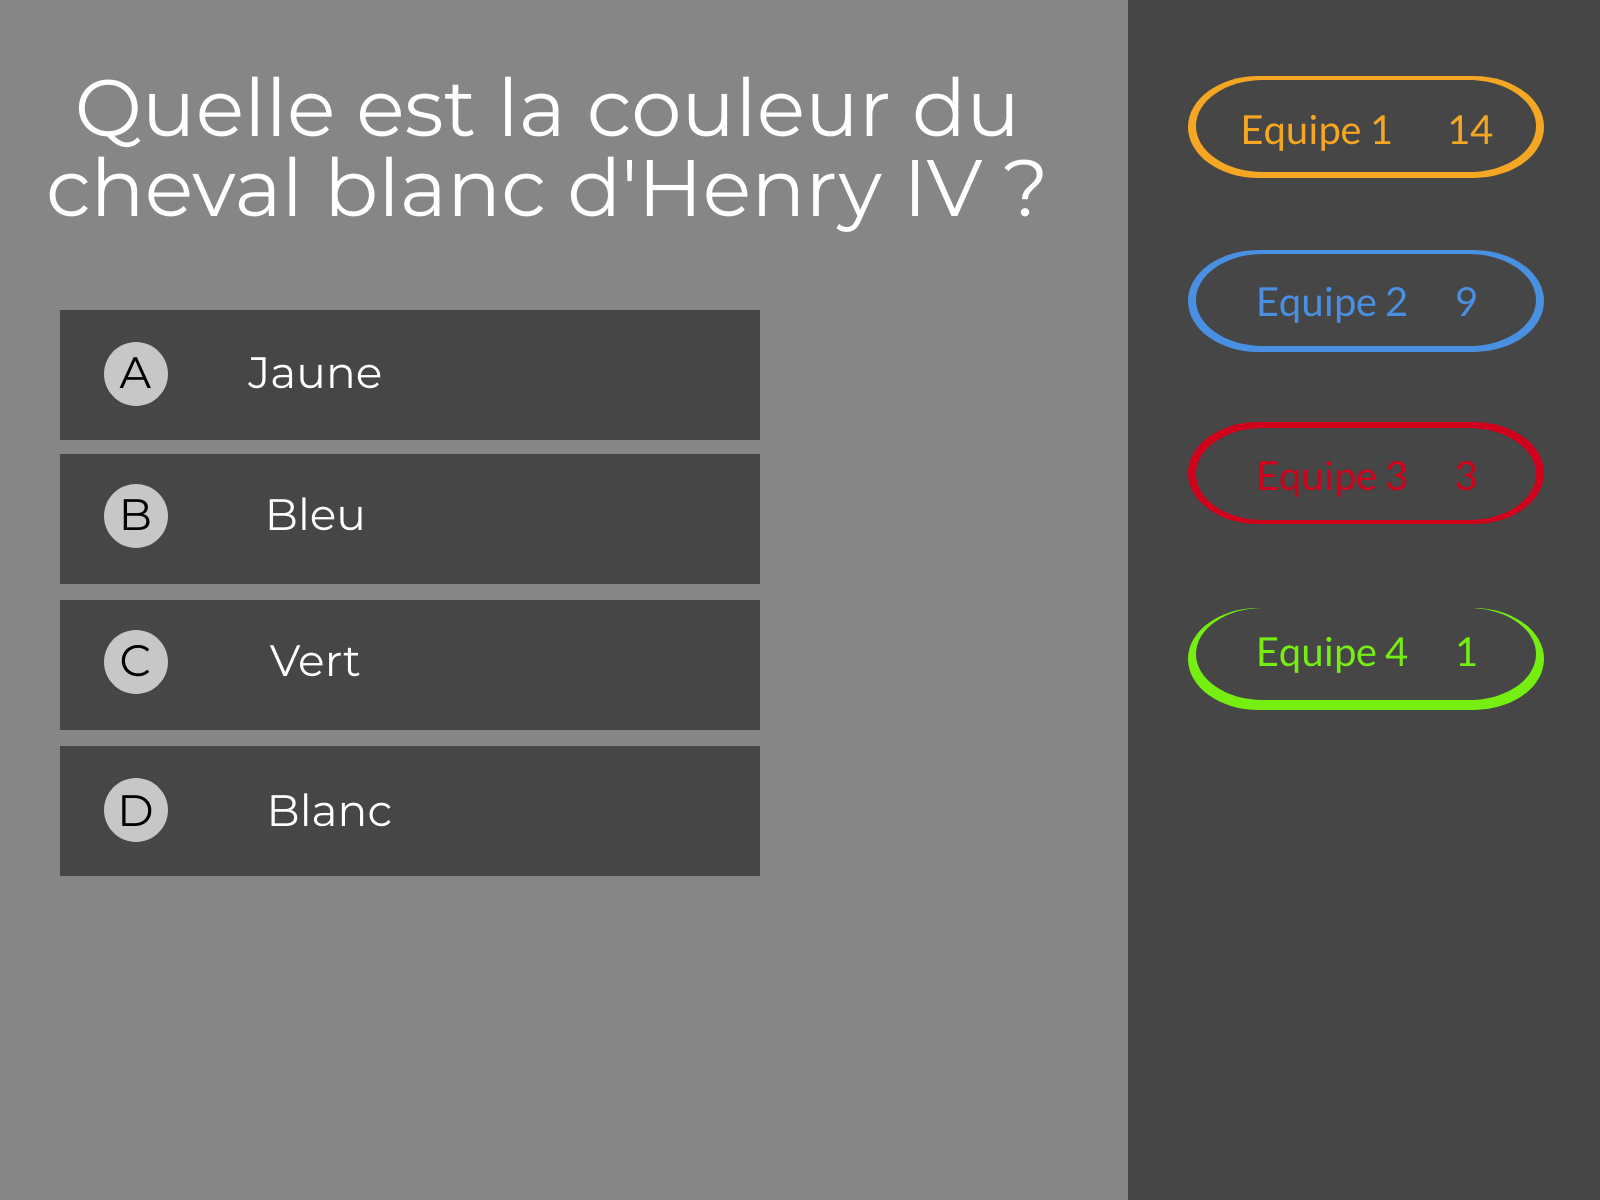 Quelle est la couleur du
cheval blanc d'Henry IV ?
A Jaune
B Bleu
C Vert
D Blanc
Equipe 1 14
Equipe 2 9
Equipe 3 3
Equipe 4 1